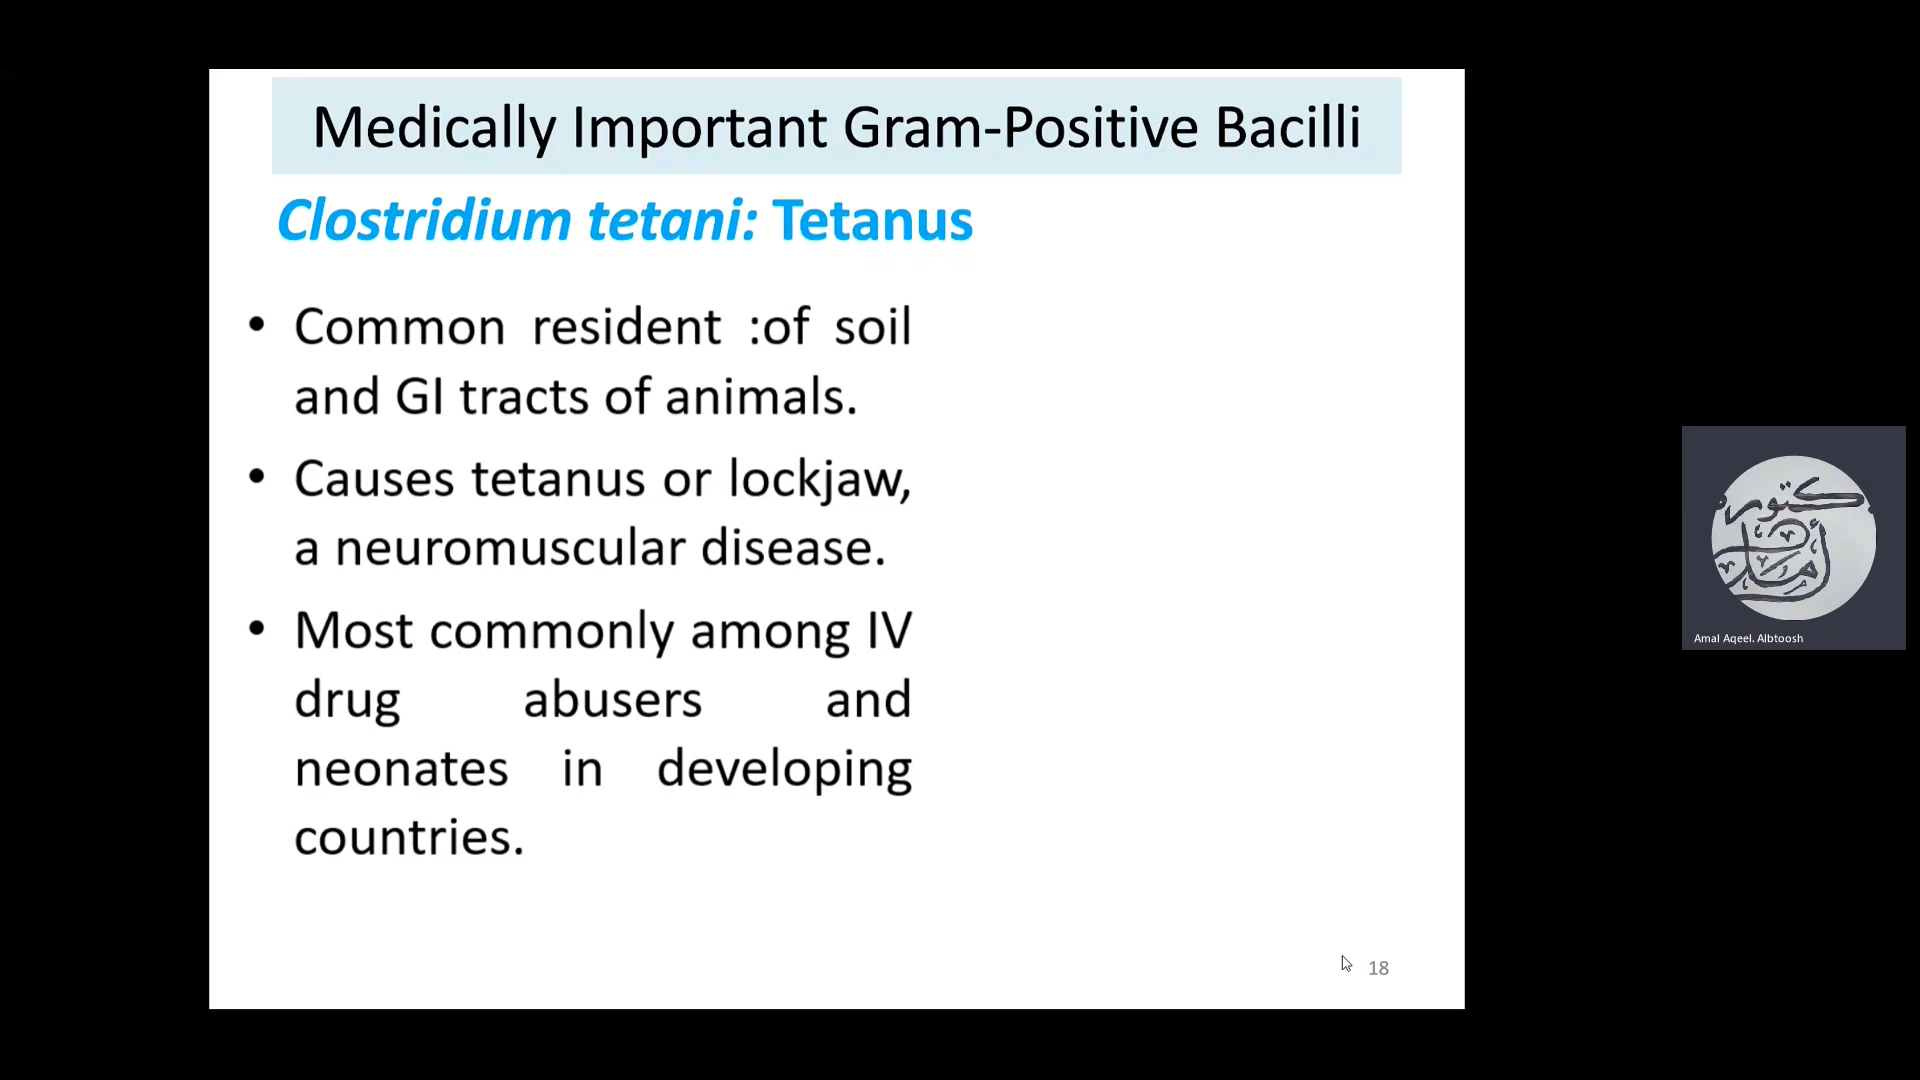 Medically Important Gram-Positive Bacilli
Clostridium tetani: Tetanus
• Common resident :of soil
and GI tracts of animals.
• Causes tetanus or lockjaw,
a neuromuscular disease.
• Most commonly among IV
drug abusers and
neonates in developing
countries.
18
دكتورة
أمل
Amal Aqeel. Albtoosh